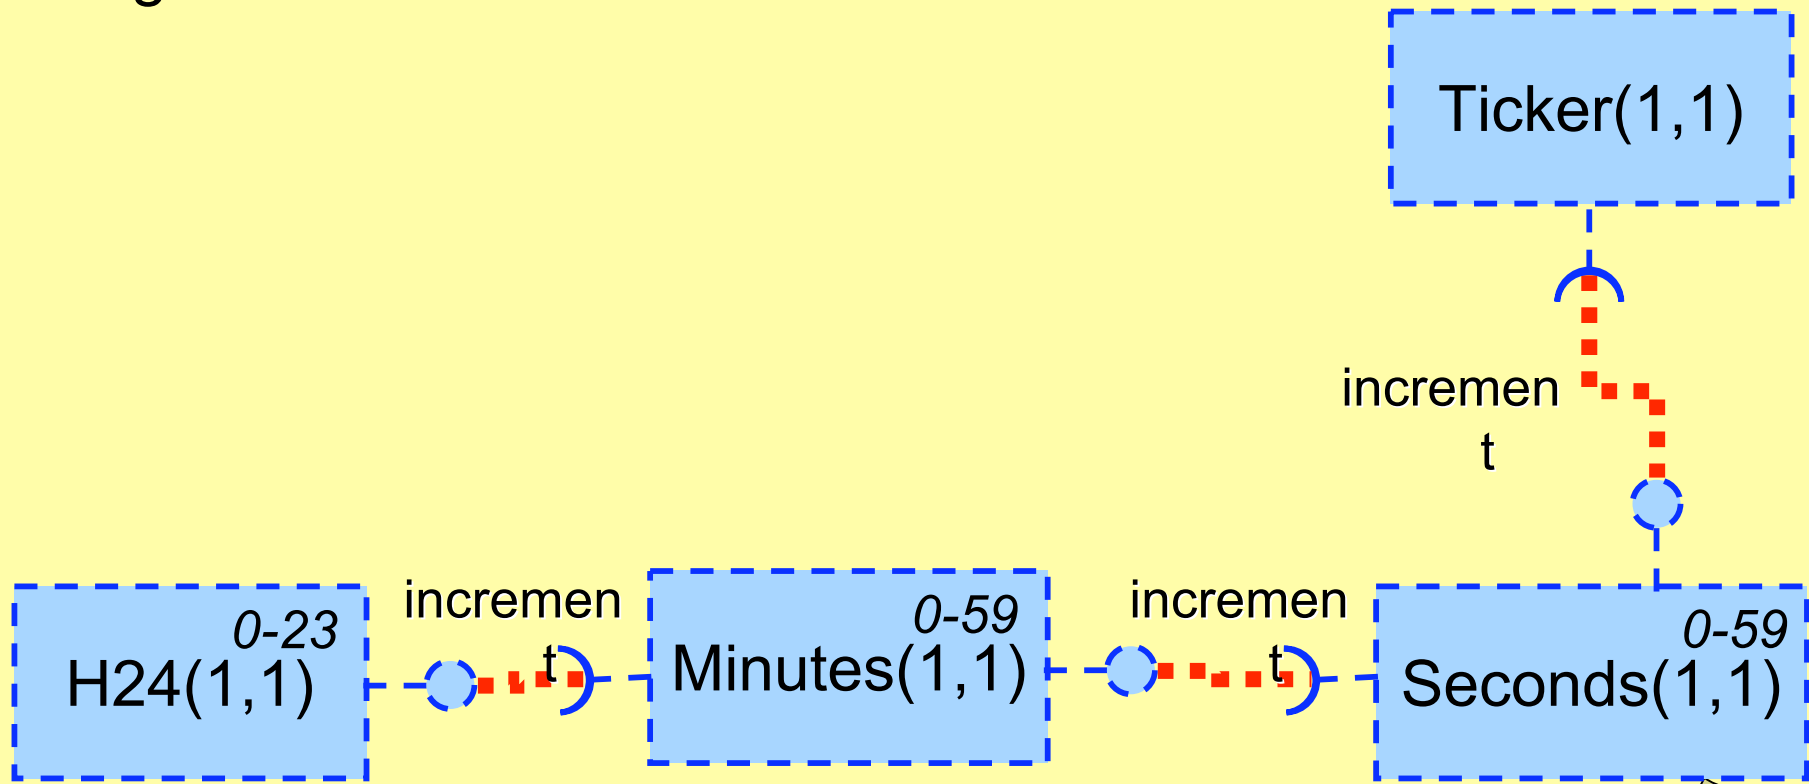 Ticker(1,1)
incremen
t
0-23
H24(1,1)
incremen
t
0-59
Minutes(1,1)
incremen
t
0-59
Seconds(1,1)